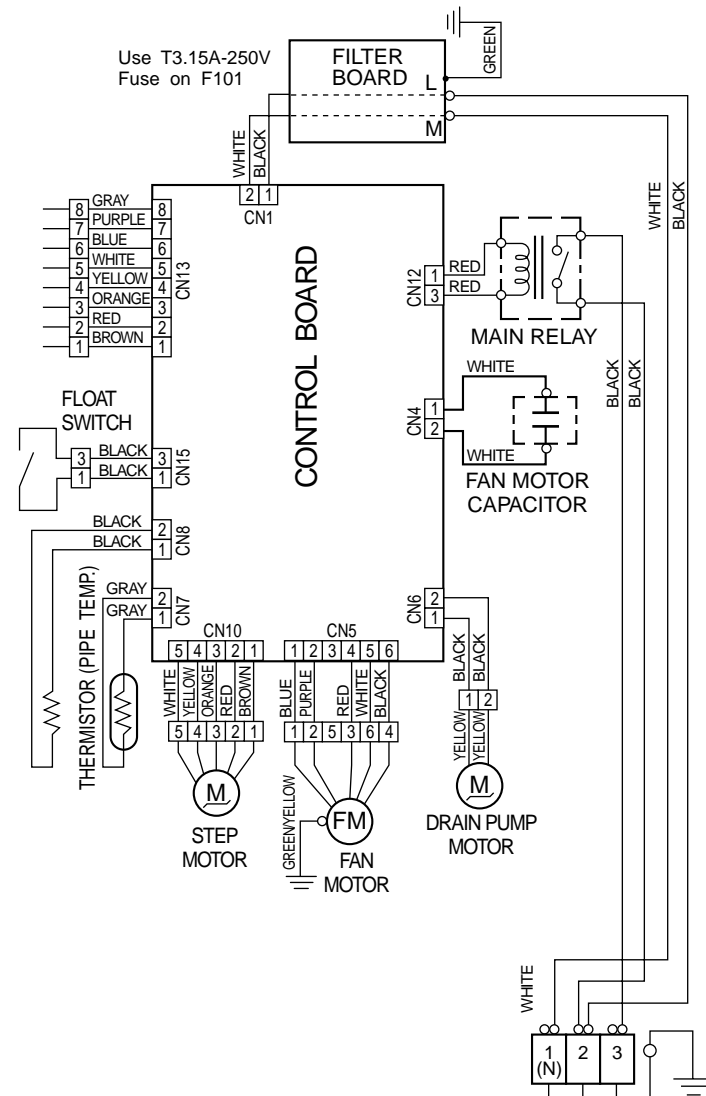 Use T3.15A-250V
Fuse on F101
FILTER
BOARD
L
M
GREEN
WHITE
BLACK
2 1
CN1
WHITE
BLACK
8 GRAY 8
7 PURPLE 7
6 BLUE 6
5 WHITE 5
4 YELLOW 4
3 ORANGE 3
2 RED 2
1 BROWN 1
CN13
CONTROL BOARD
CN12
1 RED
3 RED
MAIN RELAY
BLACK
BLACK
WHITE
CN4
1
2
WHITE
FAN MOTOR
CAPACITOR
FLOAT
SWITCH
3 BLACK 3
1 BLACK 1
CN15
BLACK 2
BLACK 1
CN8
THERMISTOR (PIPE TEMP.)
GRAY 2
GRAY 1
CN7
CN6
2
1
BLACK
BLACK
1 2
YELLOW
YELLOW
M
DRAIN PUMP
MOTOR
CN10
5 4 3 2 1
WHITE
YELLOW
ORANGE
RED
BROWN
5 4 3 2 1
M
STEP
MOTOR
CN5
1 2 3 4 5 6
BLUE
PURPLE
RED
WHITE
BLACK
1 2 5 3 6 4
GREEN/YELLOW
FM
FAN
MOTOR
WHITE
1 2 3
(N)